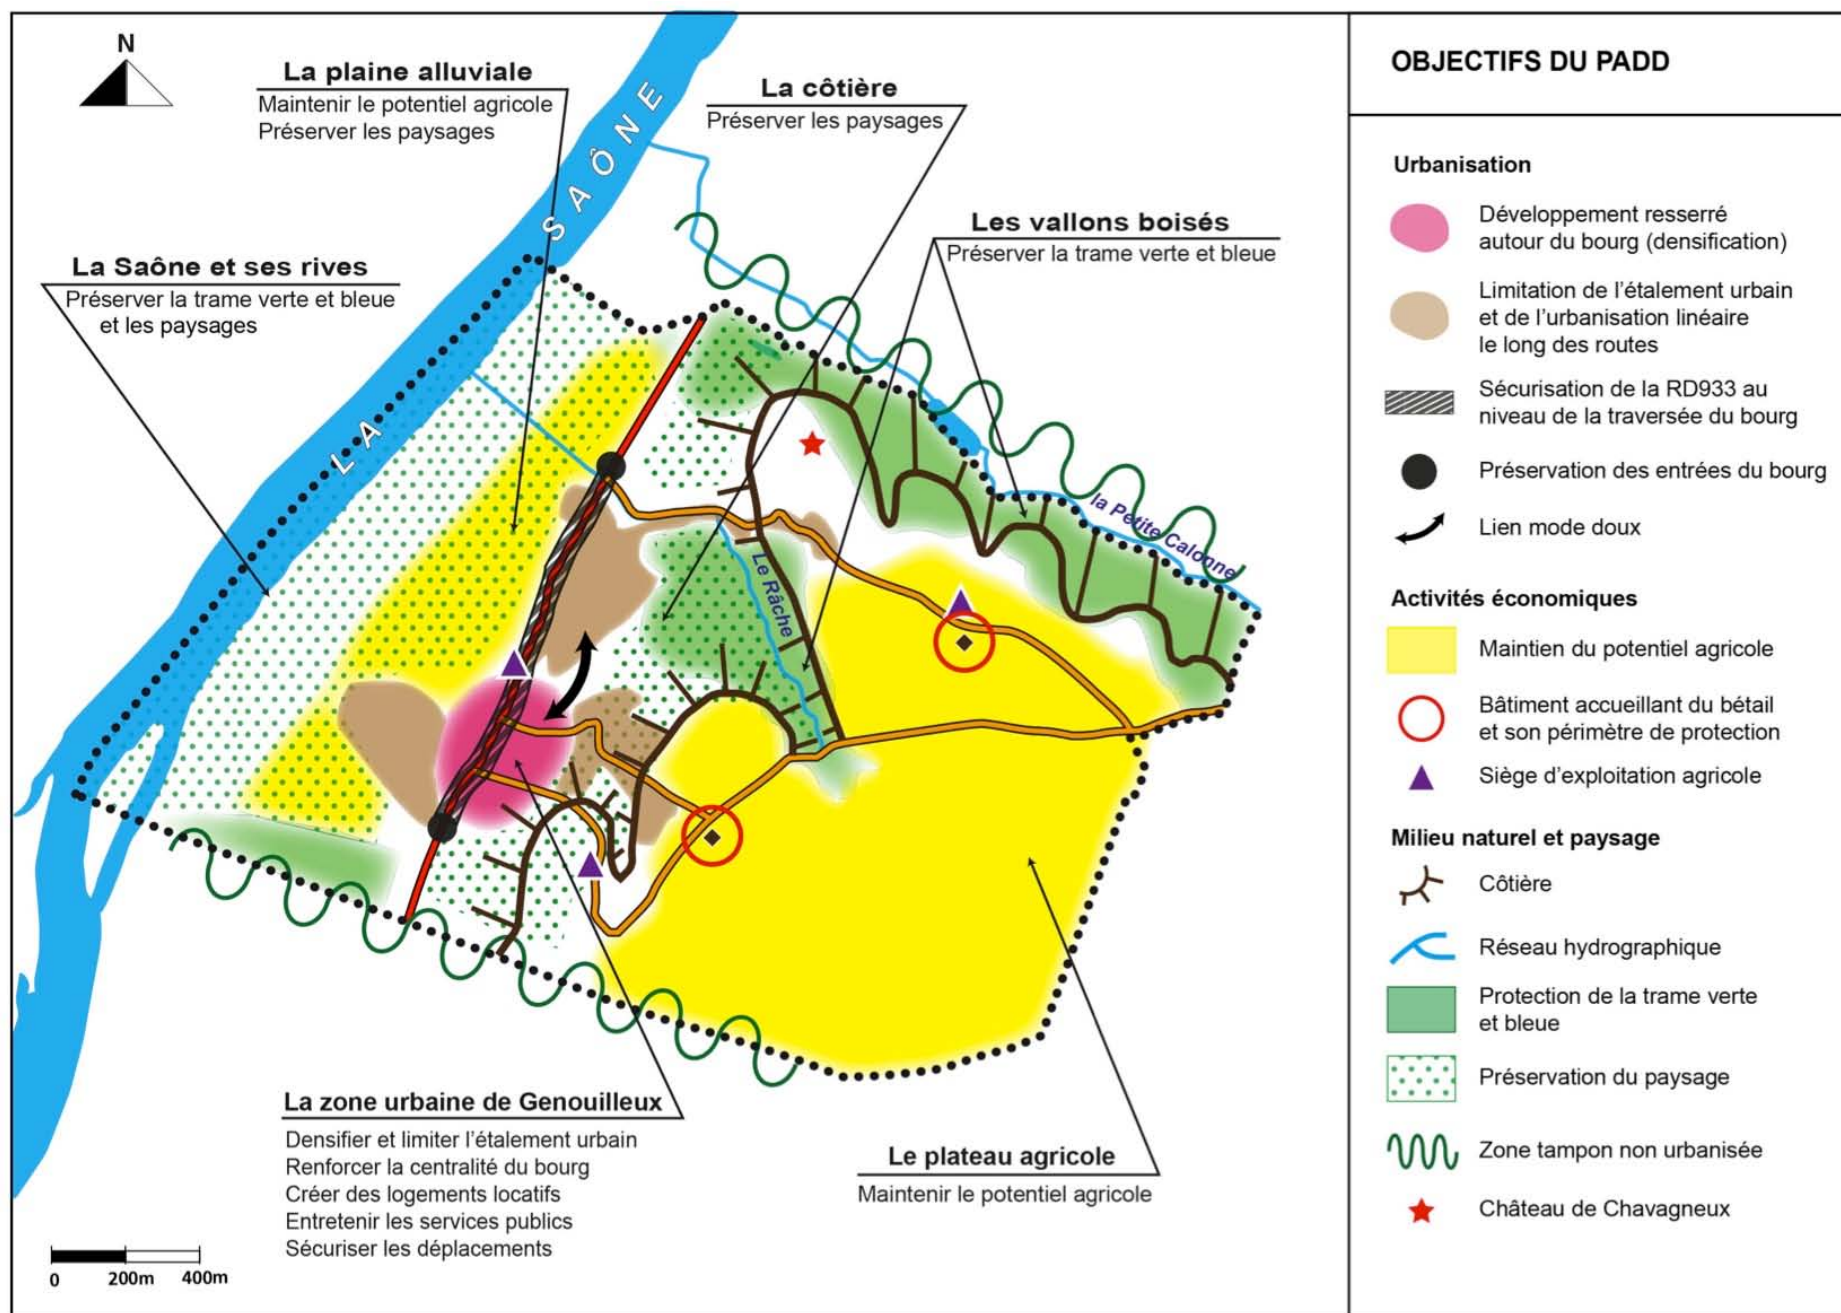 N
La plaine alluviale
Maintenir le potentiel agricole
Préserver les paysages
La côtière
Préserver les paysages
Les vallons boisés
Préserver la trame verte et bleue
La Saône et ses rives
Préserver la trame verte et bleue
et les paysages
LA SAÔNE
la Petite Calonne
Le Râche
La zone urbaine de Genouilleux
Densifier et limiter l'étalement urbain
Renforcer la centralité du bourg
Créer des logements locatifs
Entretenir les services publics
Sécuriser les déplacements
Le plateau agricole
Maintenir le potentiel agricole
0 200m 400m
OBJECTIFS DU PADD
Urbanisation
Développement resserré
autour du bourg (densification)
Limitation de l'étalement urbain
et de l'urbanisation linéaire
le long des routes
Sécurisation de la RD933 au
niveau de la traversée du bourg
Préservation des entrées du bourg
Lien mode doux
Activités économiques
Maintien du potentiel agricole
Bâtiment accueillant du bétail
et son périmètre de protection
Siège d'exploitation agricole
Milieu naturel et paysage
Côtière
Réseau hydrographique
Protection de la trame verte
et bleue
Préservation du paysage
Zone tampon non urbanisée
Château de Chavagneux